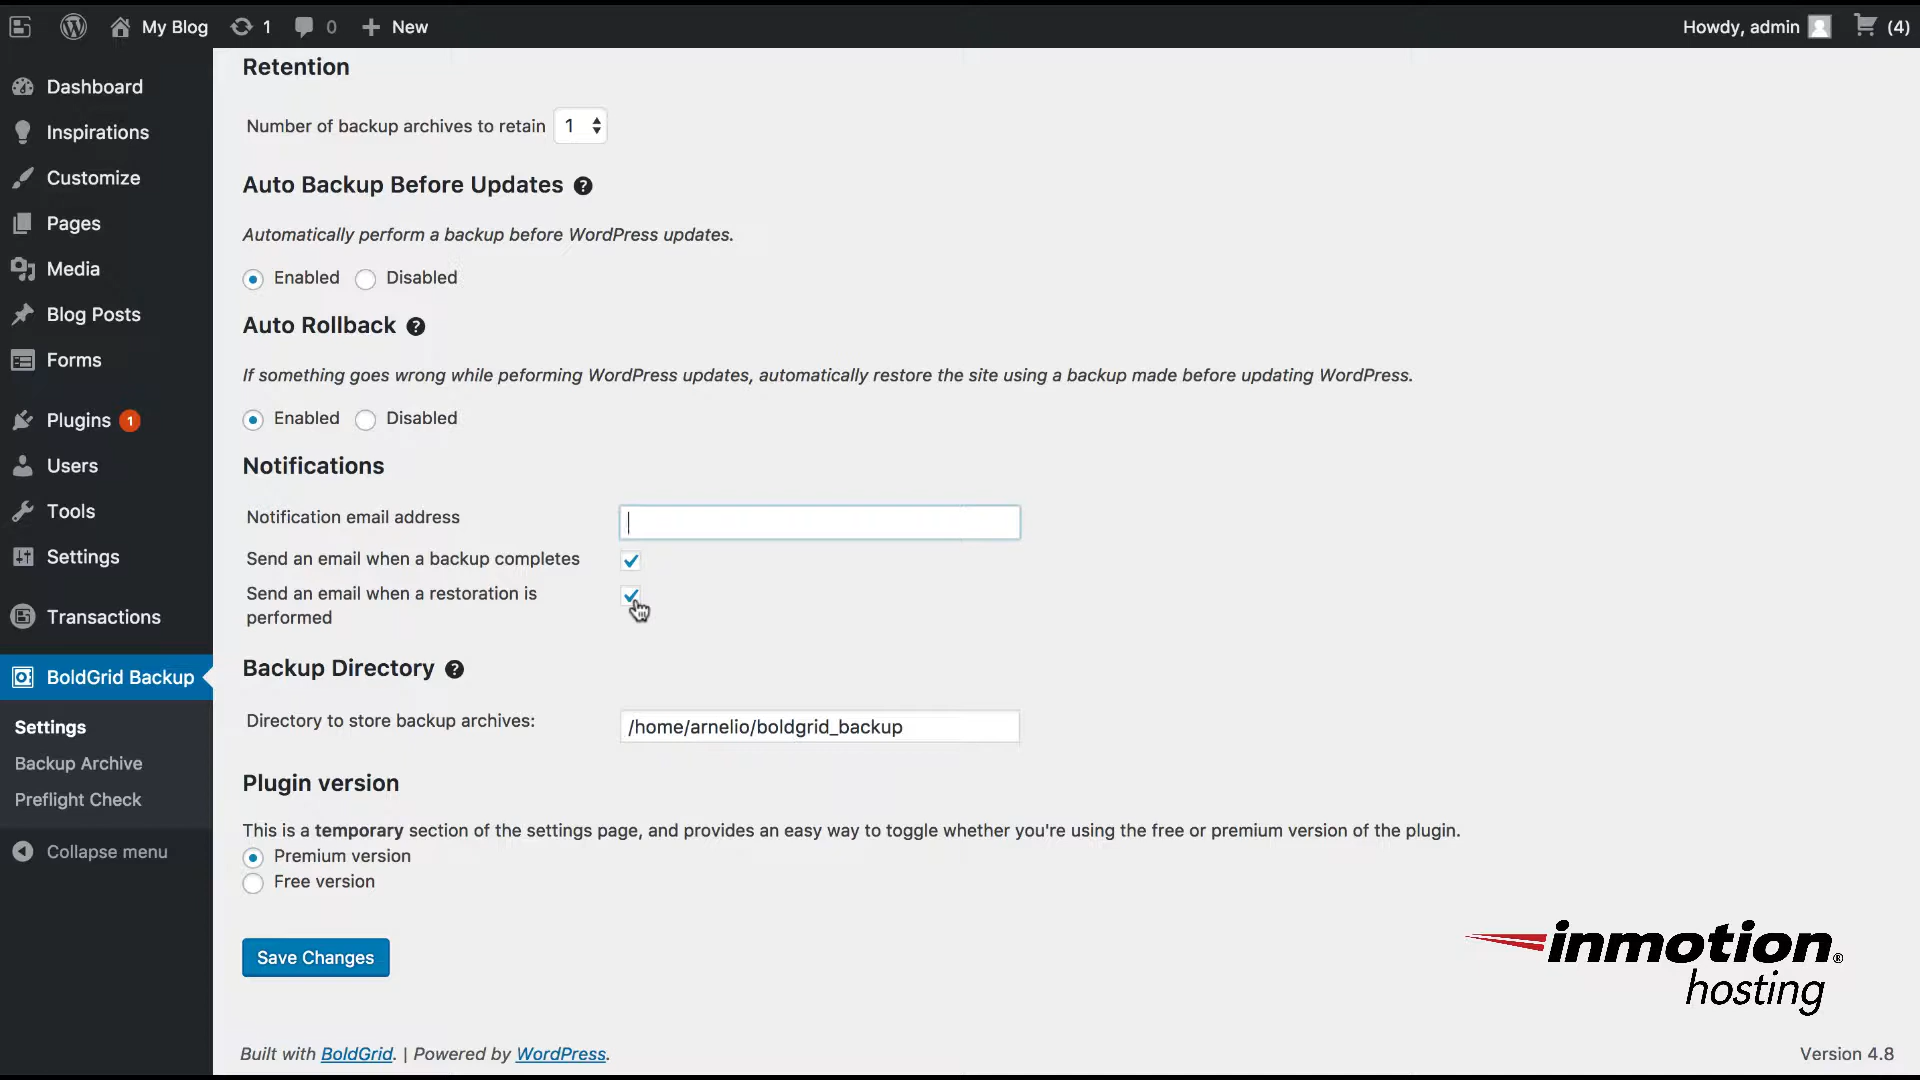 My Blog 1 0 New Howdy, admin (4)
Dashboard
Inspirations
Customize
Pages
Media
Blog Posts
Forms
Plugins 1
Users
Tools
Settings
Transactions
BoldGrid Backup
Settings
Backup Archive
Preflight Check
Collapse menu
Retention
Number of backup archives to retain 1
Auto Backup Before Updates ?
Automatically perform a backup before WordPress updates.
Enabled Disabled
Auto Rollback ?
If something goes wrong while peforming WordPress updates, automatically restore the site using a backup made before updating WordPress.
Enabled Disabled
Notifications
Notification email address
Send an email when a backup completes
Send an email when a restoration is
performed
Backup Directory ?
Directory to store backup archives: /home/arnelio/boldgrid_backup
Plugin version
This is a temporary section of the settings page, and provides an easy way to toggle whether you're using the free or premium version of the plugin.
Premium version
Free version
Save Changes
inmotion®
hosting
Built with BoldGrid. | Powered by WordPress. Version 4.8